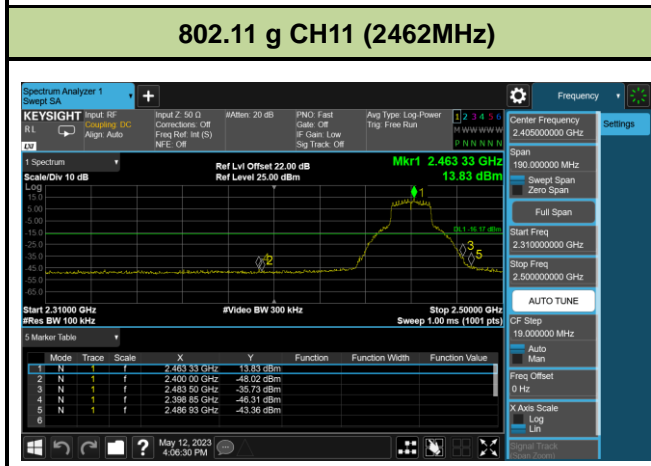 802.11 g CH11 (2462MHz)
Spectrum Analyzer 1
Swept SA
Frequency
KEYSIGHT
RL
LXI
Input: RF
Coupling: DC
Align: Auto
Input Z: 50 Ω
Corrections: Off
Freq Ref: Int (S)
NFE: Off
#Atten: 20 dB
PNO: Fast
Gate: Off
IF Gain: Low
Sig Track: Off
Avg Type: Log-Power
Trig: Free Run
1 2 3 4 5 6
M W W W W W
P N N N N N
1 Spectrum
Scale/Div 10 dB
Ref Lvl Offset 22.00 dB
Ref Level 25.00 dBm
Mkr1 2.463 33 GHz
13.83 dBm
Log
15.0
5.00
-5.00
-15.0
-25.0
-35.0
-45.0
-55.0
-65.0
1
DL1 -16.17 dBm
2
3
5
Start 2.31000 GHz
#Video BW 300 kHz
Stop 2.50000 GHz
#Res BW 100 kHz
Sweep 1.00 ms (1001 pts)
5 Marker Table
Mode Trace Scale X Y Function Function Width Function Value
1 N 1 f 2.463 33 GHz 13.83 dBm
2 N 1 f 2.400 00 GHz -48.02 dBm
3 N 1 f 2.483 50 GHz -35.73 dBm
4 N 1 f 2.398 85 GHz -46.31 dBm
5 N 1 f 2.486 93 GHz -43.36 dBm
6
May 12, 2023
4:06:30 PM
Center Frequency
2.405000000 GHz
Settings
Span
190.000000 MHz
Swept Span
Zero Span
Full Span
Start Freq
2.310000000 GHz
Stop Freq
2.500000000 GHz
AUTO TUNE
CF Step
19.000000 MHz
Auto
Man
Freq Offset
0 Hz
X Axis Scale
Log
Lin
Signal Track
(Span Zoom)